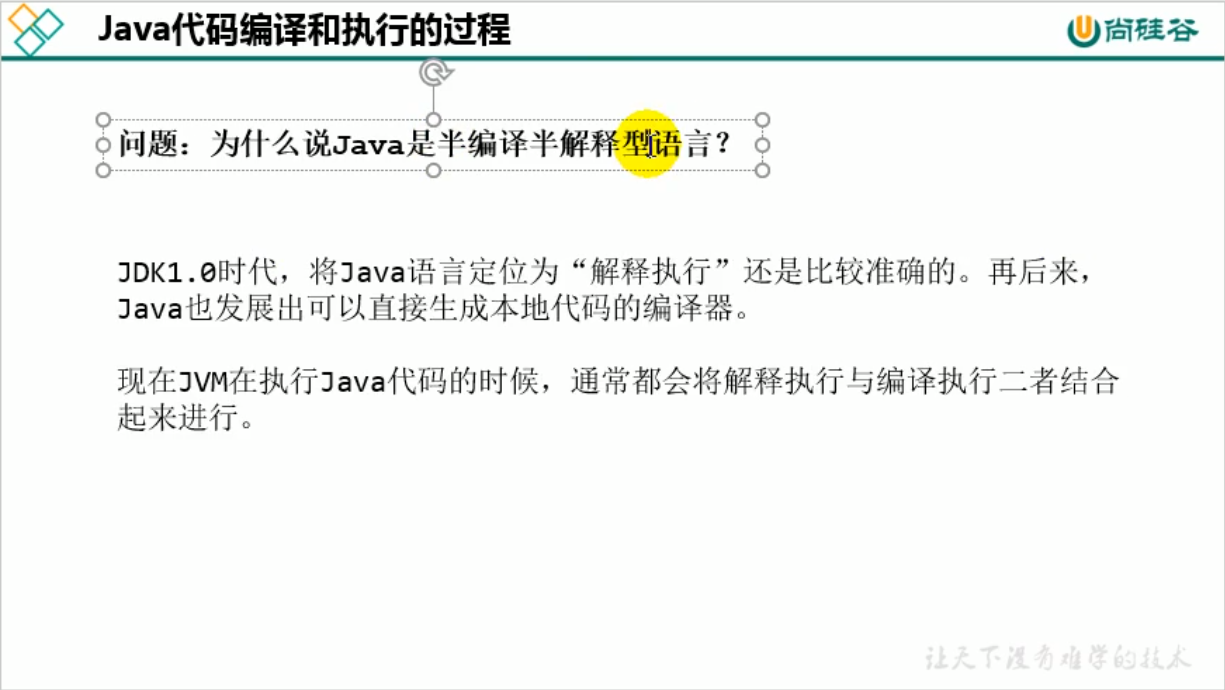 Java代码编译和执行的过程
尚硅谷
问题：为什么说Java是半编译半解释型语言？
JDK1.0时代，将Java语言定位为“解释执行”还是比较准确的。再后来，
Java也发展出可以直接生成本地代码的编译器。
现在JVM在执行Java代码的时候，通常都会将解释执行与编译执行二者结合
起来进行。
让天下没有难学的技术